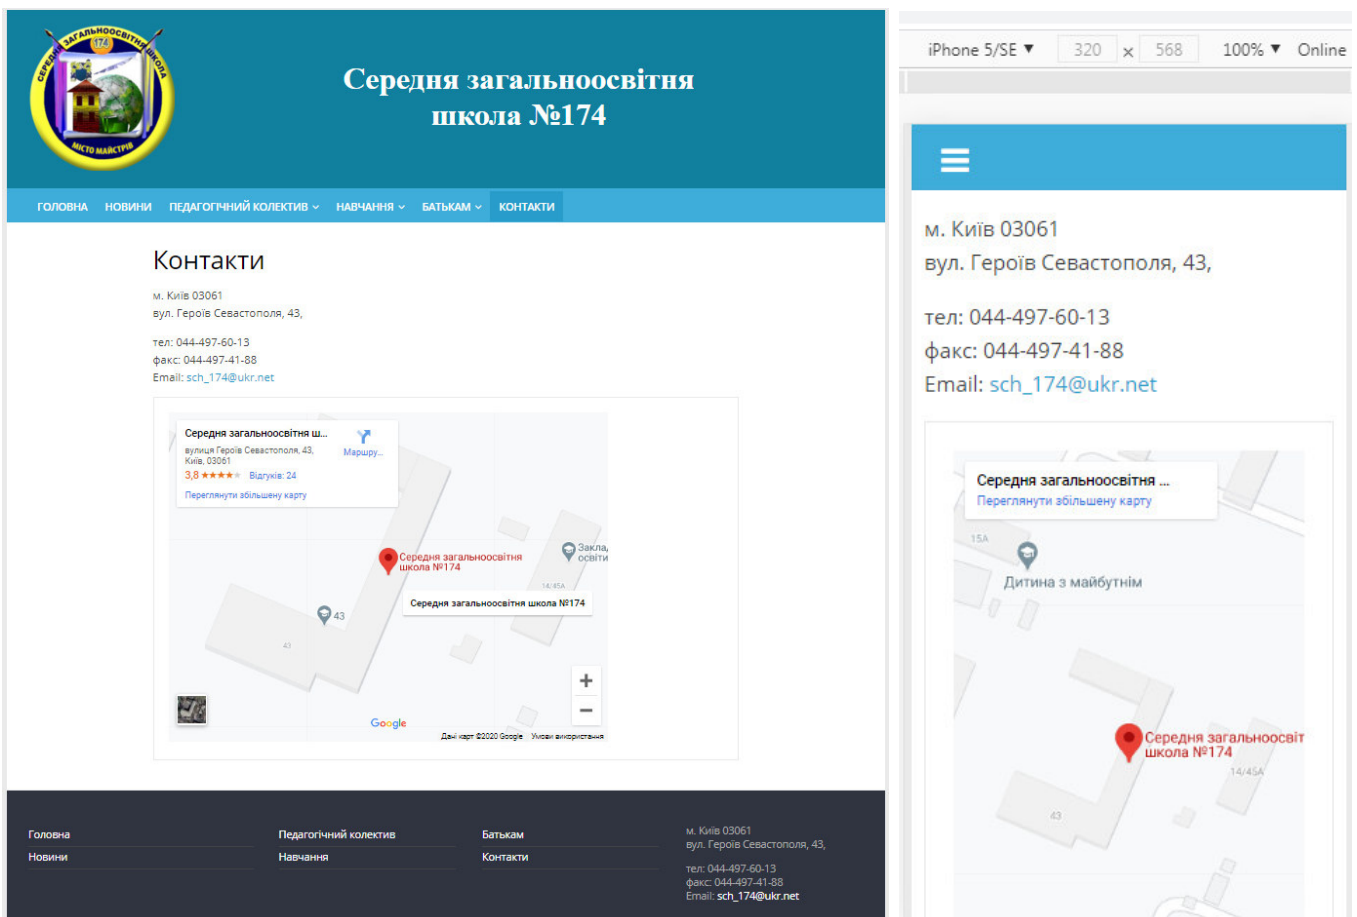 СЕРЕДНЯ ЗАГАЛЬНООСВІТНЯ ШКОЛА
174
МІСТО МАЙСТРІВ
Середня загальноосвітня
школа №174
ГОЛОВНА НОВИНИ ПЕДАГОГІЧНИЙ КОЛЕКТИВ НАВЧАННЯ БАТЬКАМ КОНТАКТИ
Контакти
м. Київ 03061
вул. Героїв Севастополя, 43,
тел: 044-497-60-13
факс: 044-497-41-88
Email: sch_174@ukr.net
Середня загальноосвітня ш...
вулиця Героїв Севастополя, 43,
Київ, 03061
3,8 Відгуків: 24
Переглянути збільшену карту
Маршру...
Середня загальноосвітня
школа №174
Закла,
освіти
14/45А
Середня загальноосвітня школа №174
43
43
+
−
Google
Дані карт ©2020 Google Умови використання
Головна
Новини
Педагогічний колектив
Навчання
Батькам
Контакти
м. Київ 03061
вул. Героїв Севастополя, 43,
тел: 044-497-60-13
факс: 044-497-41-88
Email: sch_174@ukr.net
iPhone 5/SE ▼ 320 x 568 100% ▼ Online
м. Київ 03061
вул. Героїв Севастополя, 43,
тел: 044-497-60-13
факс: 044-497-41-88
Email: sch_174@ukr.net
Середня загальноосвітня ...
Переглянути збільшену карту
15А
Дитина з майбутнім
Середня загальноосвіт
школа №174
14/45А
43